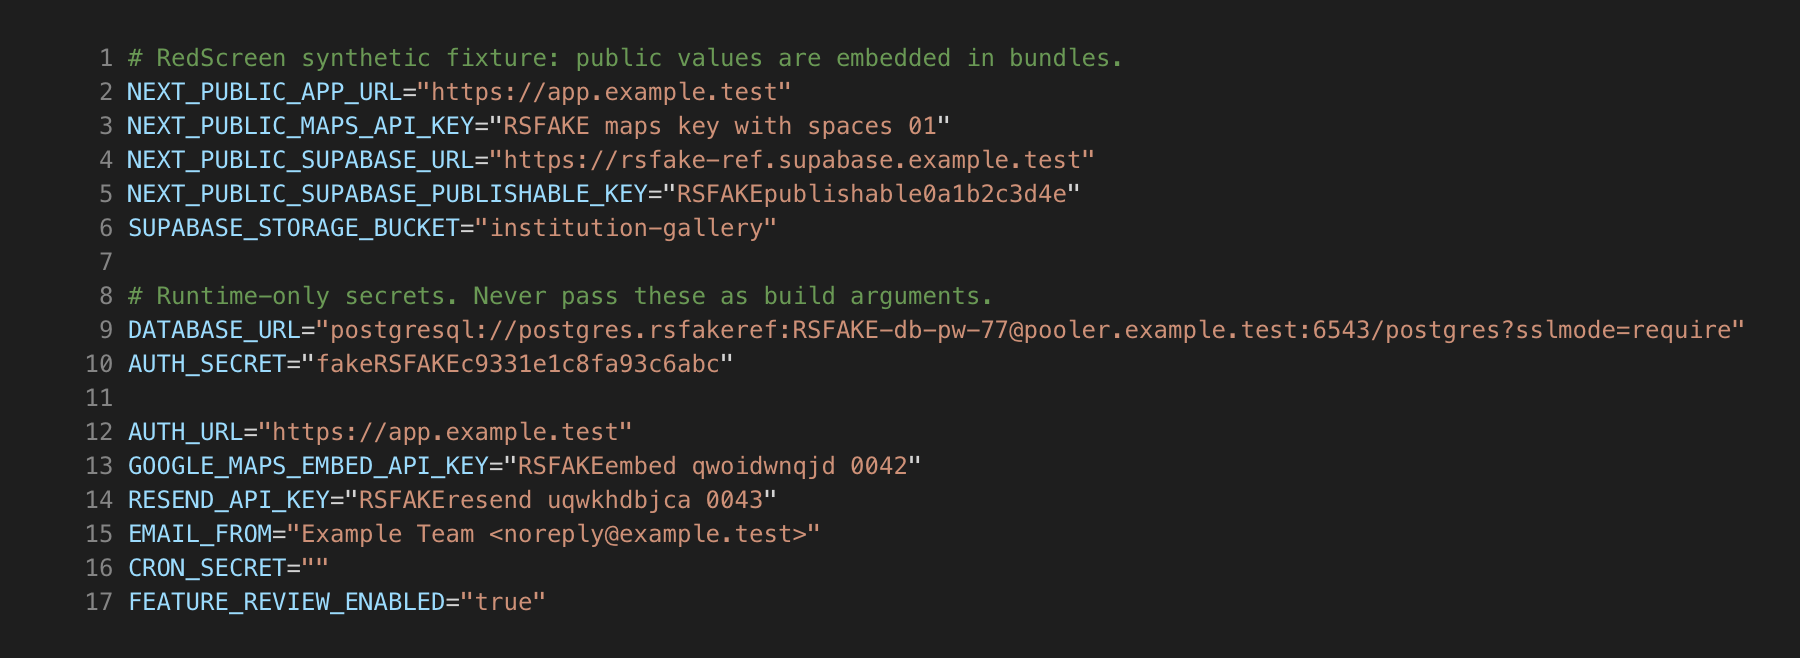 1 # RedScreen synthetic fixture: public values are embedded in bundles.
2 NEXT_PUBLIC_APP_URL="https://app.example.test"
3 NEXT_PUBLIC_MAPS_API_KEY="RSFAKE maps key with spaces 01"
4 NEXT_PUBLIC_SUPABASE_URL="https://rsfake-ref.supabase.example.test"
5 NEXT_PUBLIC_SUPABASE_PUBLISHABLE_KEY="RSFAKEpublishable0a1b2c3d4e"
6 SUPABASE_STORAGE_BUCKET="institution-gallery"
7
8 # Runtime-only secrets. Never pass these as build arguments.
9 DATABASE_URL="postgresql://postgres.rsfakeref:RSFAKE-db-pw-77@pooler.example.test:6543/postgres?sslmode=require"
10 AUTH_SECRET="fakeRSFAKEc9331e1c8fa93c6abc"
11
12 AUTH_URL="https://app.example.test"
13 GOOGLE_MAPS_EMBED_API_KEY="RSFAKEembed qwoidwnqjd 0042"
14 RESEND_API_KEY="RSFAKEresend uqwkhdbjca 0043"
15 EMAIL_FROM="Example Team <noreply@example.test>"
16 CRON_SECRET=""
17 FEATURE_REVIEW_ENABLED="true"